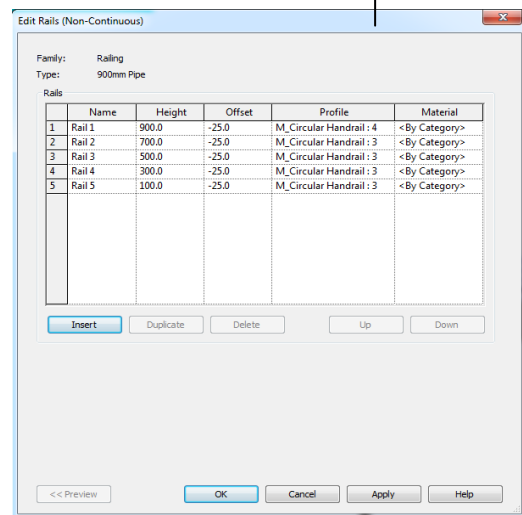 Edit Rails (Non-Continuous)
Family: Railing
Type: 900mm Pipe
Rails
Name Height Offset Profile Material
1 Rail 1 900.0 -25.0 M_Circular Handrail : 4 <By Category>
2 Rail 2 700.0 -25.0 M_Circular Handrail : 3 <By Category>
3 Rail 3 500.0 -25.0 M_Circular Handrail : 3 <By Category>
4 Rail 4 300.0 -25.0 M_Circular Handrail : 3 <By Category>
5 Rail 5 100.0 -25.0 M_Circular Handrail : 3 <By Category>
Insert Duplicate Delete Up Down
<< Preview OK Cancel Apply Help